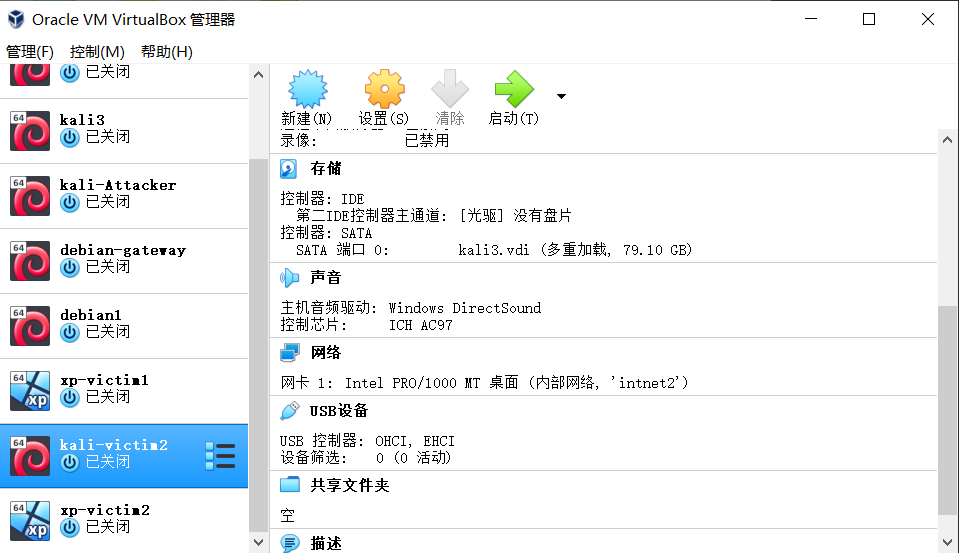 Oracle VM VirtualBox 管理器
管理(F) 控制(M) 帮助(H)
已关闭
64
kali3
已关闭
64
kali-Attacker
已关闭
64
debian-gateway
已关闭
64
debian1
已关闭
64
xp
xp-victim1
已关闭
64
kali-victim2
已关闭
64
xp
xp-victim2
已关闭
新建(N) 设置(S) 清除 启动(T)
录像: 已禁用
存储
控制器: IDE
第二IDE控制器主通道: [光驱] 没有盘片
控制器: SATA
SATA 端口 0: kali3.vdi (多重加载, 79.10 GB)
声音
主机音频驱动: Windows DirectSound
控制芯片: ICH AC97
网络
网卡 1: Intel PRO/1000 MT 桌面 (内部网络, 'intnet2')
USB设备
USB 控制器: OHCI, EHCI
设备筛选: 0 (0 活动)
共享文件夹
空
描述